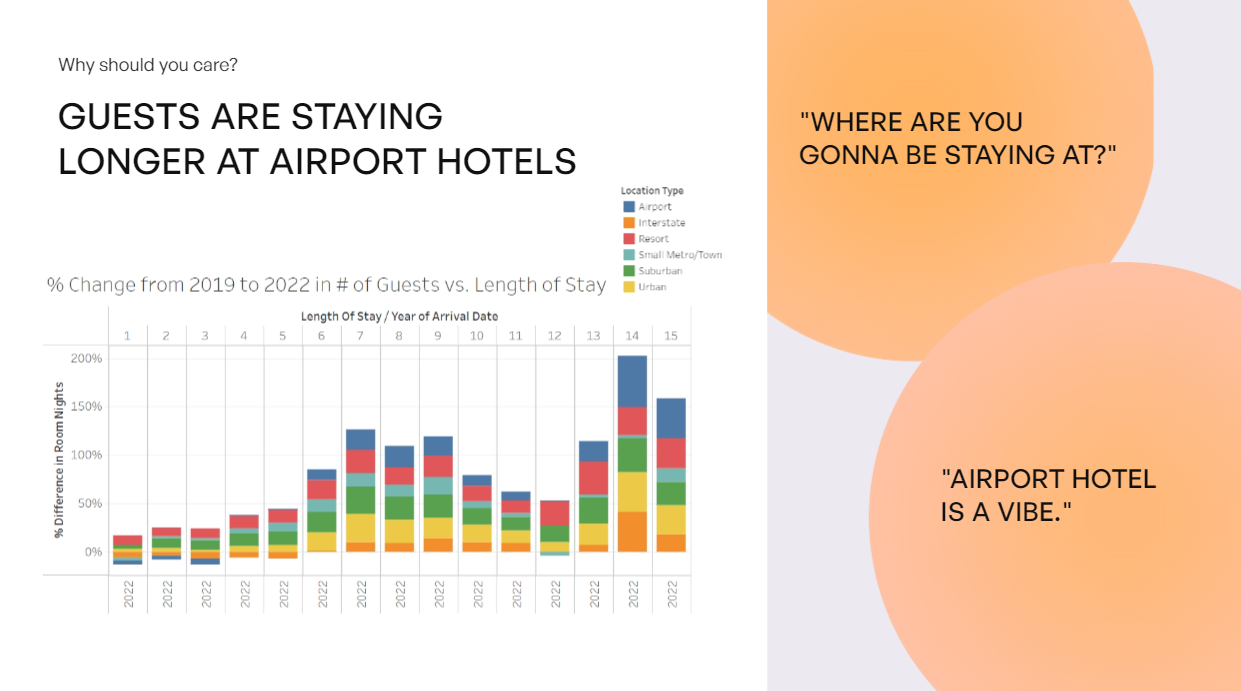 Why should you care?
GUESTS ARE STAYING
LONGER AT AIRPORT HOTELS
"WHERE ARE YOU
GONNA BE STAYING AT?"
Location Type
Airport
Interstate
Resort
Small Metro/Town
Suburban
Urban
% Change from 2019 to 2022 in # of Guests vs. Length of Stay
Length Of Stay / Year of Arrival Date
1 2 3 4 5 6 7 8 9 10 11 12 13 14 15
200%
150%
100%
50%
0%
% Difference in Room Nights
2022 2022 2022 2022 2022 2022 2022 2022 2022 2022 2022 2022 2022 2022 2022
"AIRPORT HOTEL
IS A VIBE."